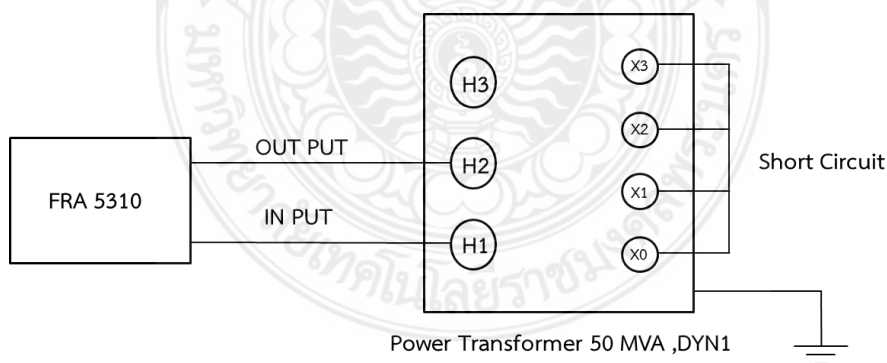 H3
X3
X2
OUT PUT
H2
Short Circuit
FRA 5310
X1
IN PUT
H1
X0
Power Transformer 50 MVA ,DYN1